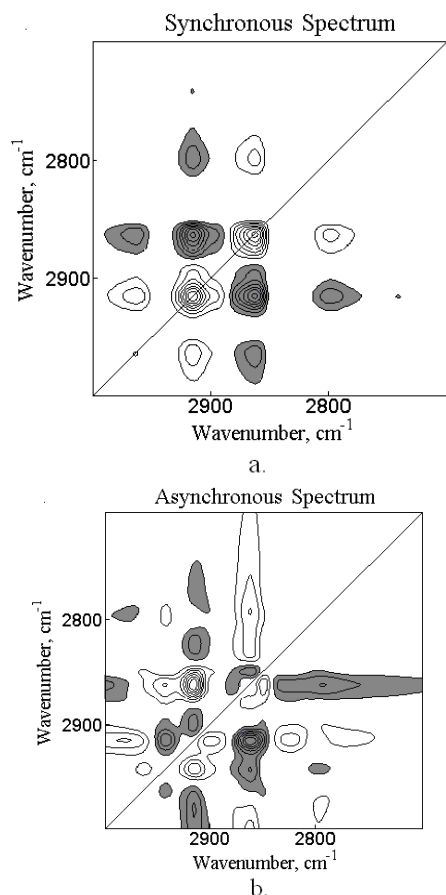 Synchronous Spectrum
2800
2900
Wavenumber, cm-1
2900 2800
Wavenumber, cm-1
a.
Asynchronous Spectrum
2800
2900
Wavenumber, cm-1
2900 2800
Wavenumber, cm-1
b.